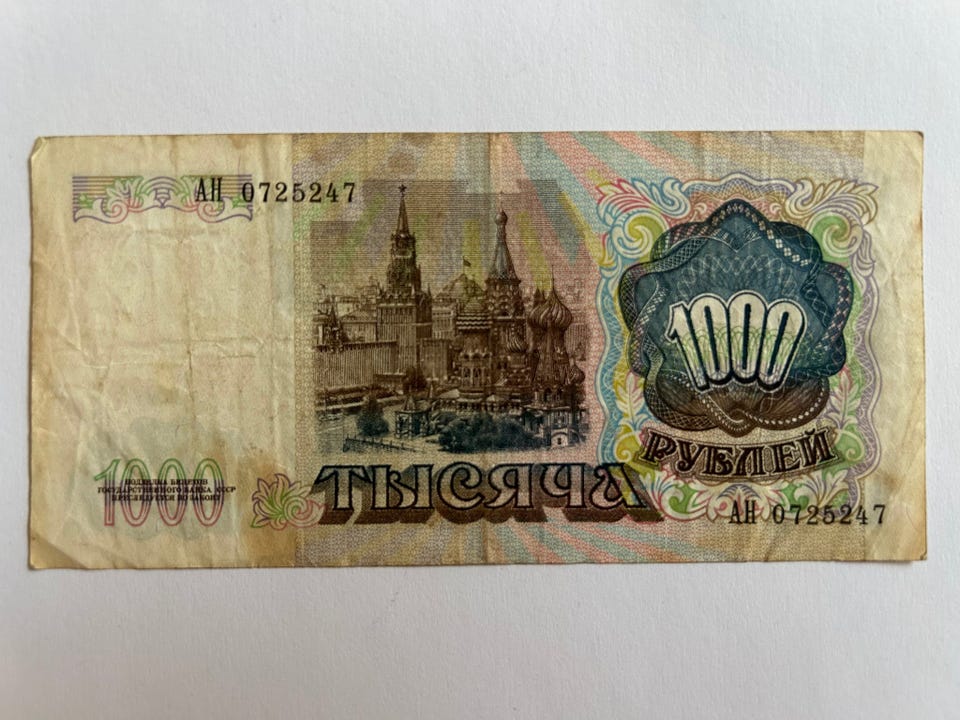 АН 0725247
1000
РУБЛЕЙ
ТЫСЯЧА
1000
ПОДДЕЛКА БИЛЕТОВ
ГОСУДАРСТВЕННОГО БАНКА СССР
ПРЕСЛЕДУЕТСЯ ПО ЗАКОНУ
АН 0725247